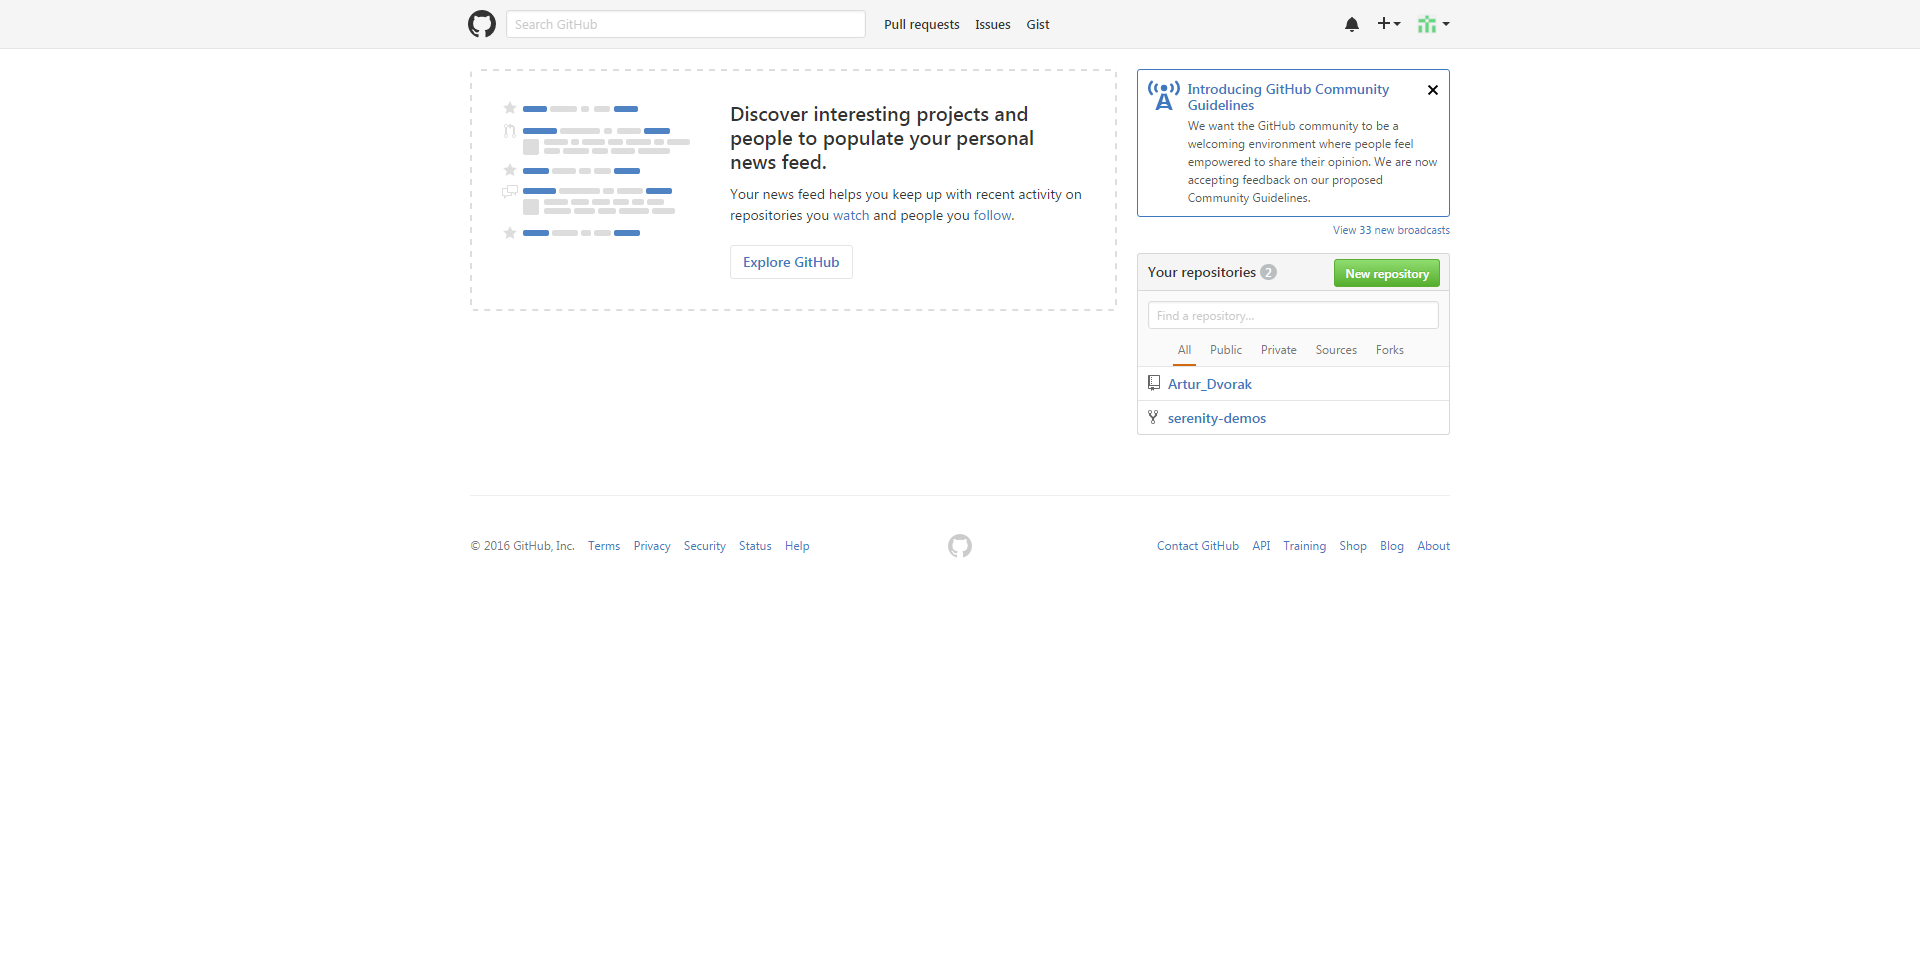 Search GitHub
Pull requests Issues Gist
Discover interesting projects and
people to populate your personal
news feed.
Your news feed helps you keep up with recent activity on
repositories you watch and people you follow.
Explore GitHub
Introducing GitHub Community
Guidelines
We want the GitHub community to be a
welcoming environment where people feel
empowered to share their opinion. We are now
accepting feedback on our proposed
Community Guidelines.
View 33 new broadcasts
Your repositories 2
New repository
Find a repository...
All Public Private Sources Forks
Artur_Dvorak
serenity-demos
© 2016 GitHub, Inc. Terms Privacy Security Status Help
Contact GitHub API Training Shop Blog About